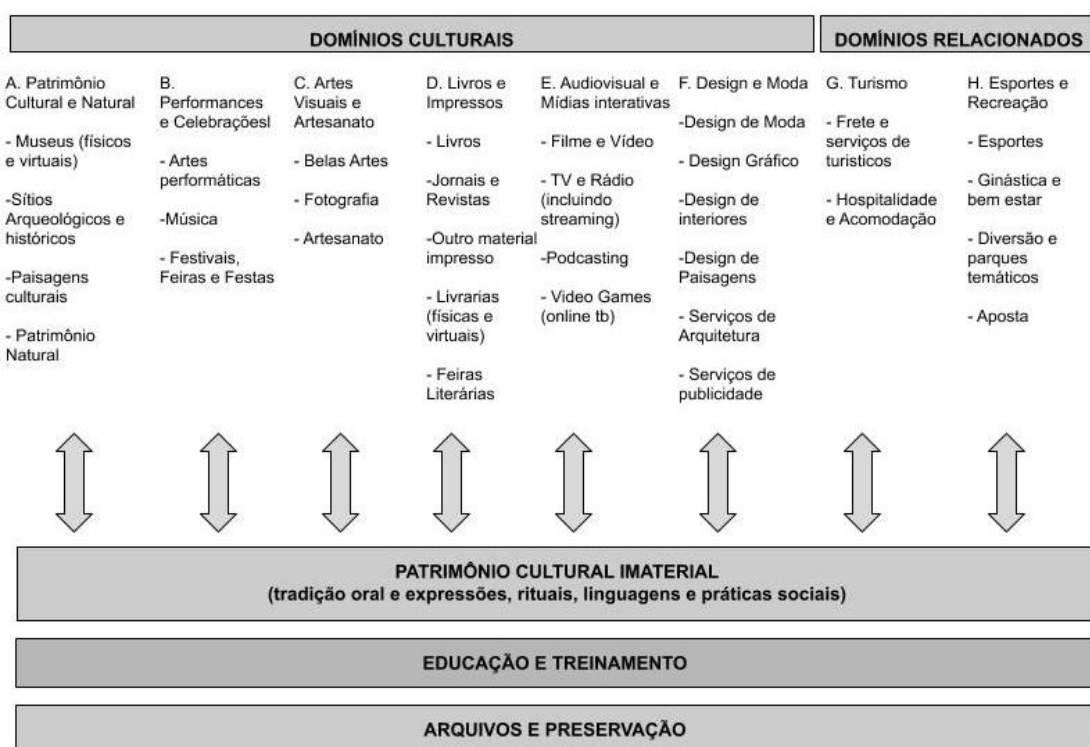 DOMÍNIOS CULTURAIS
DOMÍNIOS RELACIONADOS
A. Patrimônio
Cultural e Natural
- Museus (físicos
e virtuais)
-Sítios
Arqueológicos e
históricos
-Paisagens
culturais
- Patrimônio
Natural
B.
Performances
e Celebraçõesl
- Artes
performáticas
-Música
- Festivais,
Feiras e Festas
C. Artes
Visuais e
Artesanato
- Belas Artes
- Fotografia
- Artesanato
D. Livros e
Impressos
- Livros
-Jornais e
Revistas
-Outro material
impresso
- Livrarias
(físicas e
virtuais)
- Feiras
Literárias
E. Audiovisual e
Mídias interativas
- Filme e Vídeo
- TV e Rádio
(incluindo
streaming)
-Podcasting
- Video Games
(online tb)
F. Design e Moda
-Design de Moda
- Design Gráfico
-Design de
interiores
-Design de
Paisagens
- Serviços de
Arquitetura
- Serviços de
publicidade
G. Turismo
- Frete e
serviços de
turisticos
- Hospitalidade
e Acomodação
H. Esportes e
Recreação
- Esportes
- Ginástica e
bem estar
- Diversão e
parques
temáticos
- Aposta
PATRIMÔNIO CULTURAL IMATERIAL
(tradição oral e expressões, rituais, linguagens e práticas sociais)
EDUCAÇÃO E TREINAMENTO
ARQUIVOS E PRESERVAÇÃO